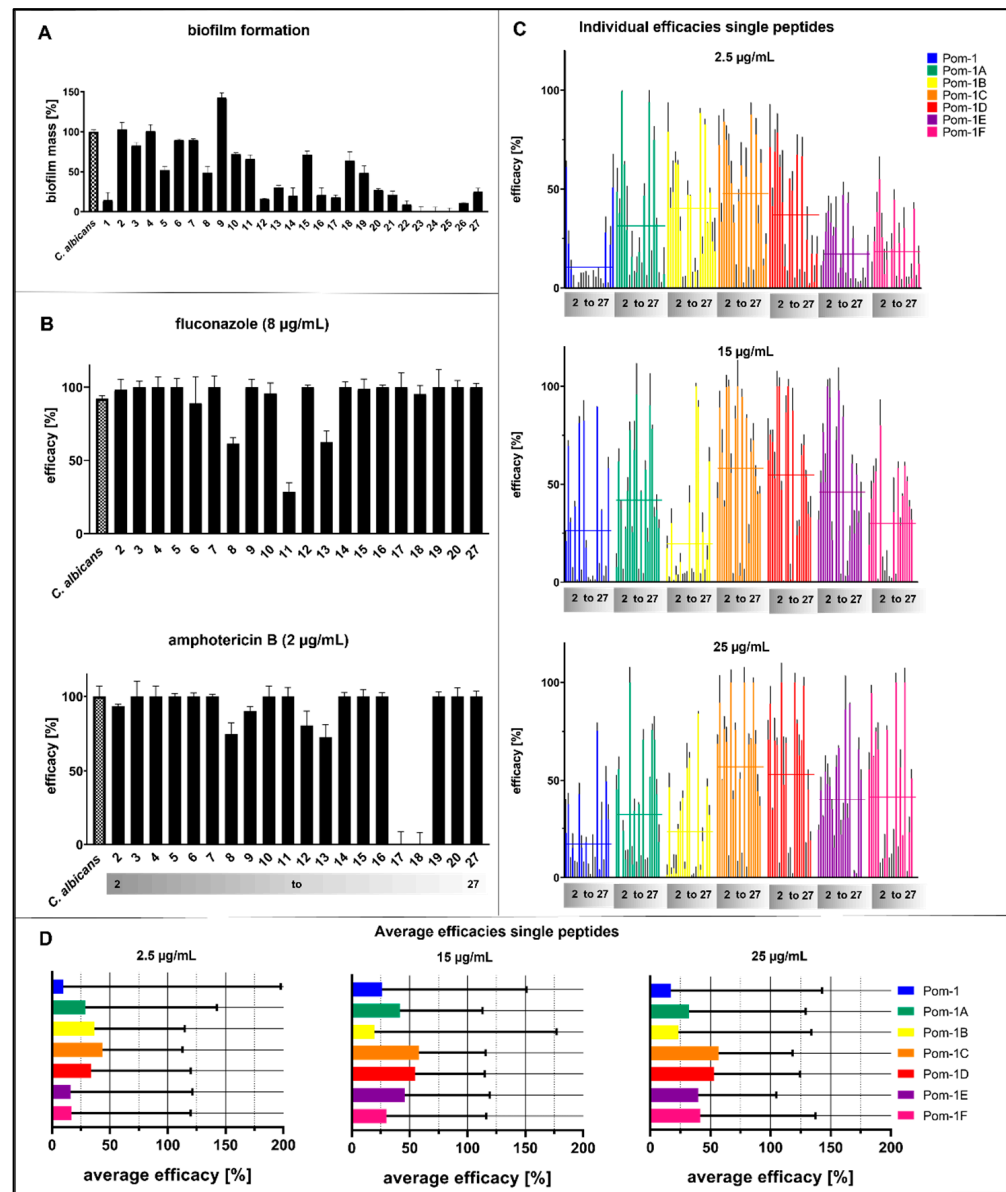 A
biofilm formation
biofilm mass [%]
150
100
50
0
C. albicans
1
2
3
4
5
6
7
8
9
10
11
12
13
14
15
16
17
18
19
20
21
22
23
24
25
26
27
B
fluconazole (8 µg/mL)
efficacy [%]
100
50
0
C. albicans
2
3
4
5
6
7
8
9
10
11
12
13
14
15
16
17
18
19
20
27
amphotericin B (2 µg/mL)
efficacy [%]
100
50
0
C. albicans
2
3
4
5
6
7
8
9
10
11
12
13
14
15
16
17
18
19
20
27
2 to 27
C
Individual efficacies single peptides
2.5 µg/mL
Pom-1
Pom-1A
Pom-1B
Pom-1C
Pom-1D
Pom-1E
Pom-1F
efficacy [%]
100
50
0
2 to 27 2 to 27 2 to 27 2 to 27 2 to 27 2 to 27 2 to 27
15 µg/mL
efficacy [%]
100
50
0
2 to 27 2 to 27 2 to 27 2 to 27 2 to 27 2 to 27 2 to 27
25 µg/mL
efficacy [%]
100
50
0
2 to 27 2 to 27 2 to 27 2 to 27 2 to 27 2 to 27 2 to 27
D
Average efficacies single peptides
2.5 µg/mL
0 25 50 75 100 125 150 175 200
average efficacy [%]
15 µg/mL
0 25 50 75 100 125 150 175 200
average efficacy [%]
25 µg/mL
0 50 100 150 200
average efficacy [%]
Pom-1
Pom-1A
Pom-1B
Pom-1C
Pom-1D
Pom-1E
Pom-1F